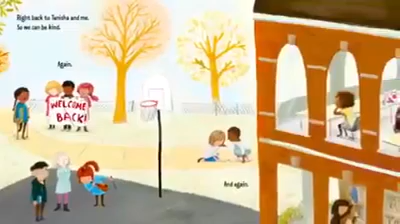 Right back to Tanisha and me.
So we can be kind.
Again.
WELCOME
BACK!
And again.